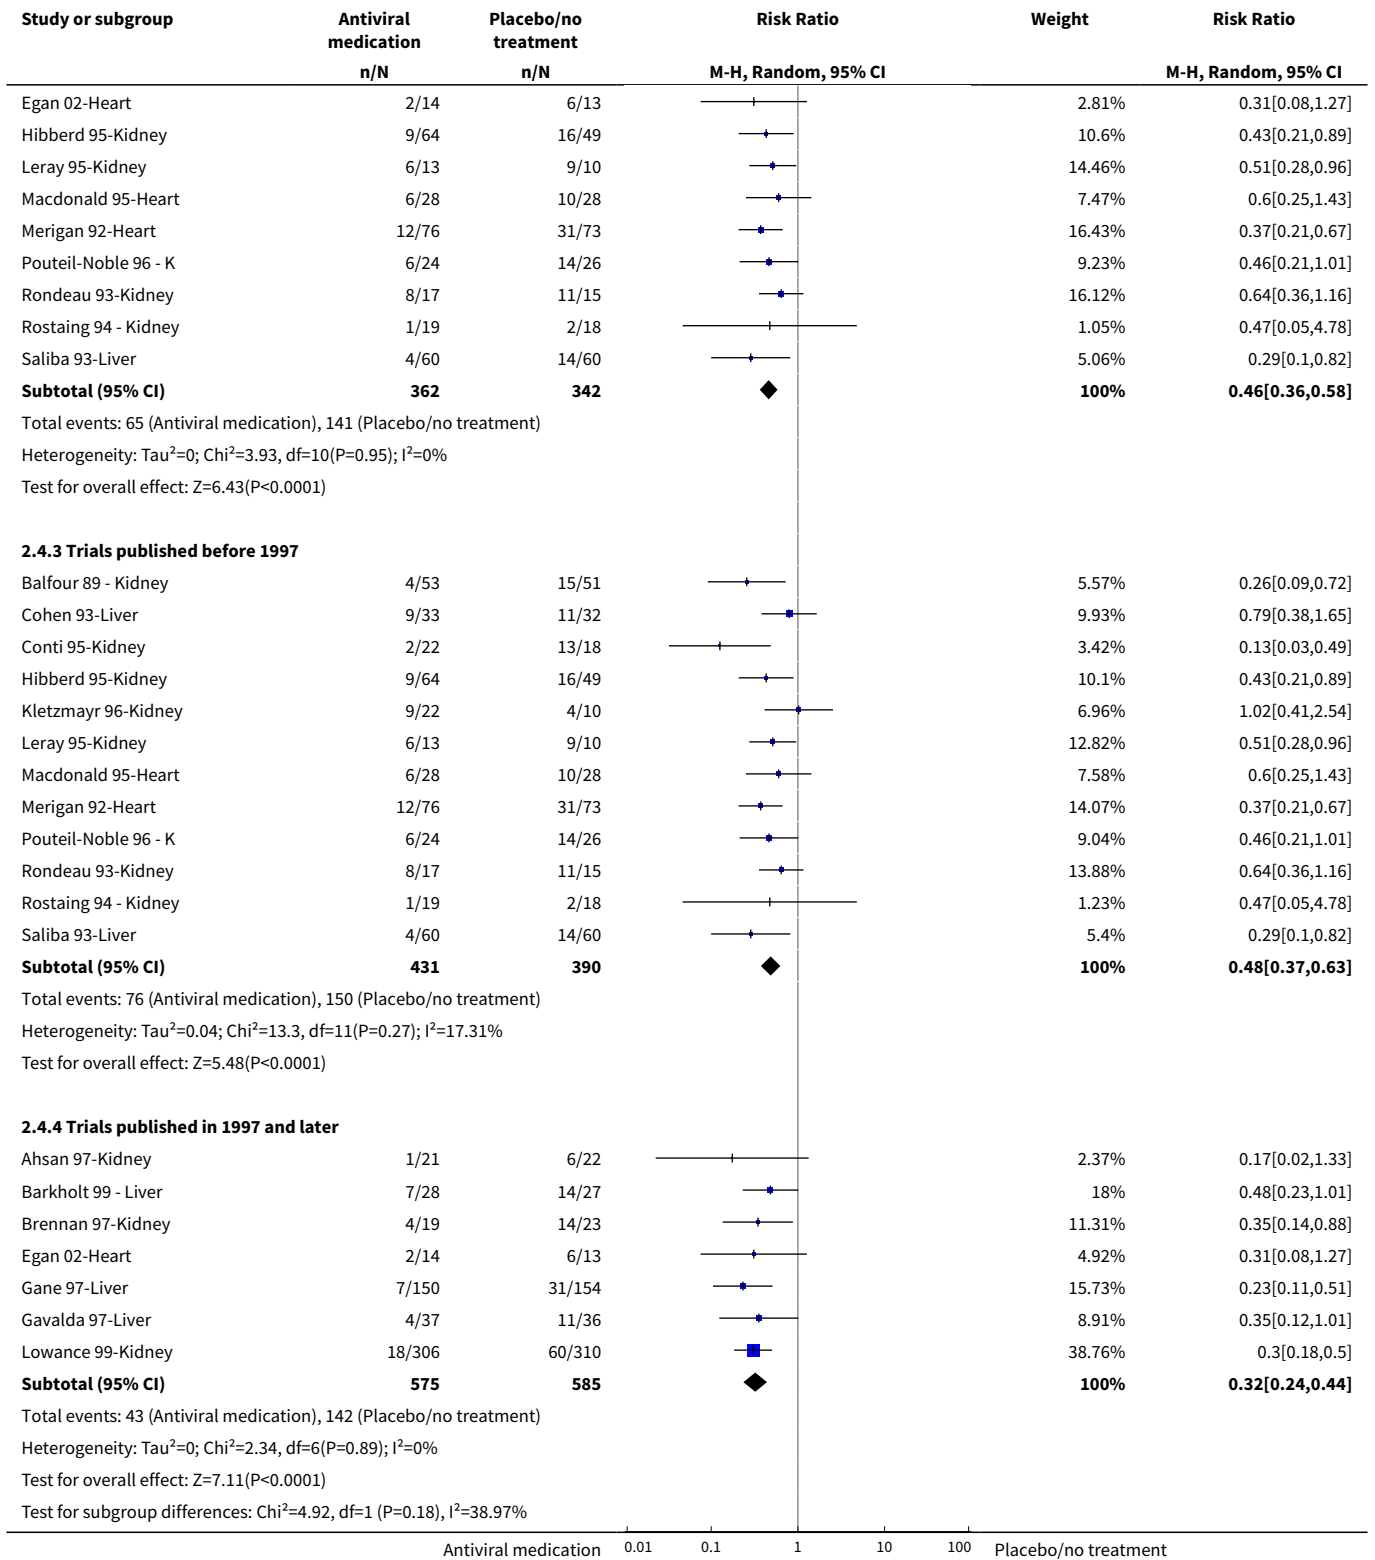 Study or subgroup Antiviral medication Placebo/no treatment Risk Ratio Weight Risk Ratio
n/N n/N M-H, Random, 95% CI M-H, Random, 95% CI
Egan 02-Heart 2/14 6/13 2.81% 0.31[0.08,1.27]
Hibberd 95-Kidney 9/64 16/49 10.6% 0.43[0.21,0.89]
Leray 95-Kidney 6/13 9/10 14.46% 0.51[0.28,0.96]
Macdonald 95-Heart 6/28 10/28 7.47% 0.6[0.25,1.43]
Merigan 92-Heart 12/76 31/73 16.43% 0.37[0.21,0.67]
Pouteil-Noble 96 - K 6/24 14/26 9.23% 0.46[0.21,1.01]
Rondeau 93-Kidney 8/17 11/15 16.12% 0.64[0.36,1.16]
Rostaing 94 - Kidney 1/19 2/18 1.05% 0.47[0.05,4.78]
Saliba 93-Liver 4/60 14/60 5.06% 0.29[0.1,0.82]
Subtotal (95% CI) 362 342 100% 0.46[0.36,0.58]
Total events: 65 (Antiviral medication), 141 (Placebo/no treatment)
Heterogeneity: Tau²=0; Chi²=3.93, df=10(P=0.95); I²=0%
Test for overall effect: Z=6.43(P<0.0001)
2.4.3 Trials published before 1997
Balfour 89 - Kidney 4/53 15/51 5.57% 0.26[0.09,0.72]
Cohen 93-Liver 9/33 11/32 9.93% 0.79[0.38,1.65]
Conti 95-Kidney 2/22 13/18 3.42% 0.13[0.03,0.49]
Hibberd 95-Kidney 9/64 16/49 10.1% 0.43[0.21,0.89]
Kletzmayr 96-Kidney 9/22 4/10 6.96% 1.02[0.41,2.54]
Leray 95-Kidney 6/13 9/10 12.82% 0.51[0.28,0.96]
Macdonald 95-Heart 6/28 10/28 7.58% 0.6[0.25,1.43]
Merigan 92-Heart 12/76 31/73 14.07% 0.37[0.21,0.67]
Pouteil-Noble 96 - K 6/24 14/26 9.04% 0.46[0.21,1.01]
Rondeau 93-Kidney 8/17 11/15 13.88% 0.64[0.36,1.16]
Rostaing 94 - Kidney 1/19 2/18 1.23% 0.47[0.05,4.78]
Saliba 93-Liver 4/60 14/60 5.4% 0.29[0.1,0.82]
Subtotal (95% CI) 431 390 100% 0.48[0.37,0.63]
Total events: 76 (Antiviral medication), 150 (Placebo/no treatment)
Heterogeneity: Tau²=0.04; Chi²=13.3, df=11(P=0.27); I²=17.31%
Test for overall effect: Z=5.48(P<0.0001)
2.4.4 Trials published in 1997 and later
Ahsan 97-Kidney 1/21 6/22 2.37% 0.17[0.02,1.33]
Barkholt 99 - Liver 7/28 14/27 18% 0.48[0.23,1.01]
Brennan 97-Kidney 4/19 14/23 11.31% 0.35[0.14,0.88]
Egan 02-Heart 2/14 6/13 4.92% 0.31[0.08,1.27]
Gane 97-Liver 7/150 31/154 15.73% 0.23[0.11,0.51]
Gavalda 97-Liver 4/37 11/36 8.91% 0.35[0.12,1.01]
Lowance 99-Kidney 18/306 60/310 38.76% 0.3[0.18,0.5]
Subtotal (95% CI) 575 585 100% 0.32[0.24,0.44]
Total events: 43 (Antiviral medication), 142 (Placebo/no treatment)
Heterogeneity: Tau²=0; Chi²=2.34, df=6(P=0.89); I²=0%
Test for overall effect: Z=7.11(P<0.0001)
Test for subgroup differences: Chi²=4.92, df=1 (P=0.18), I²=38.97%
Antiviral medication 0.01 0.1 1 10 100 Placebo/no treatment